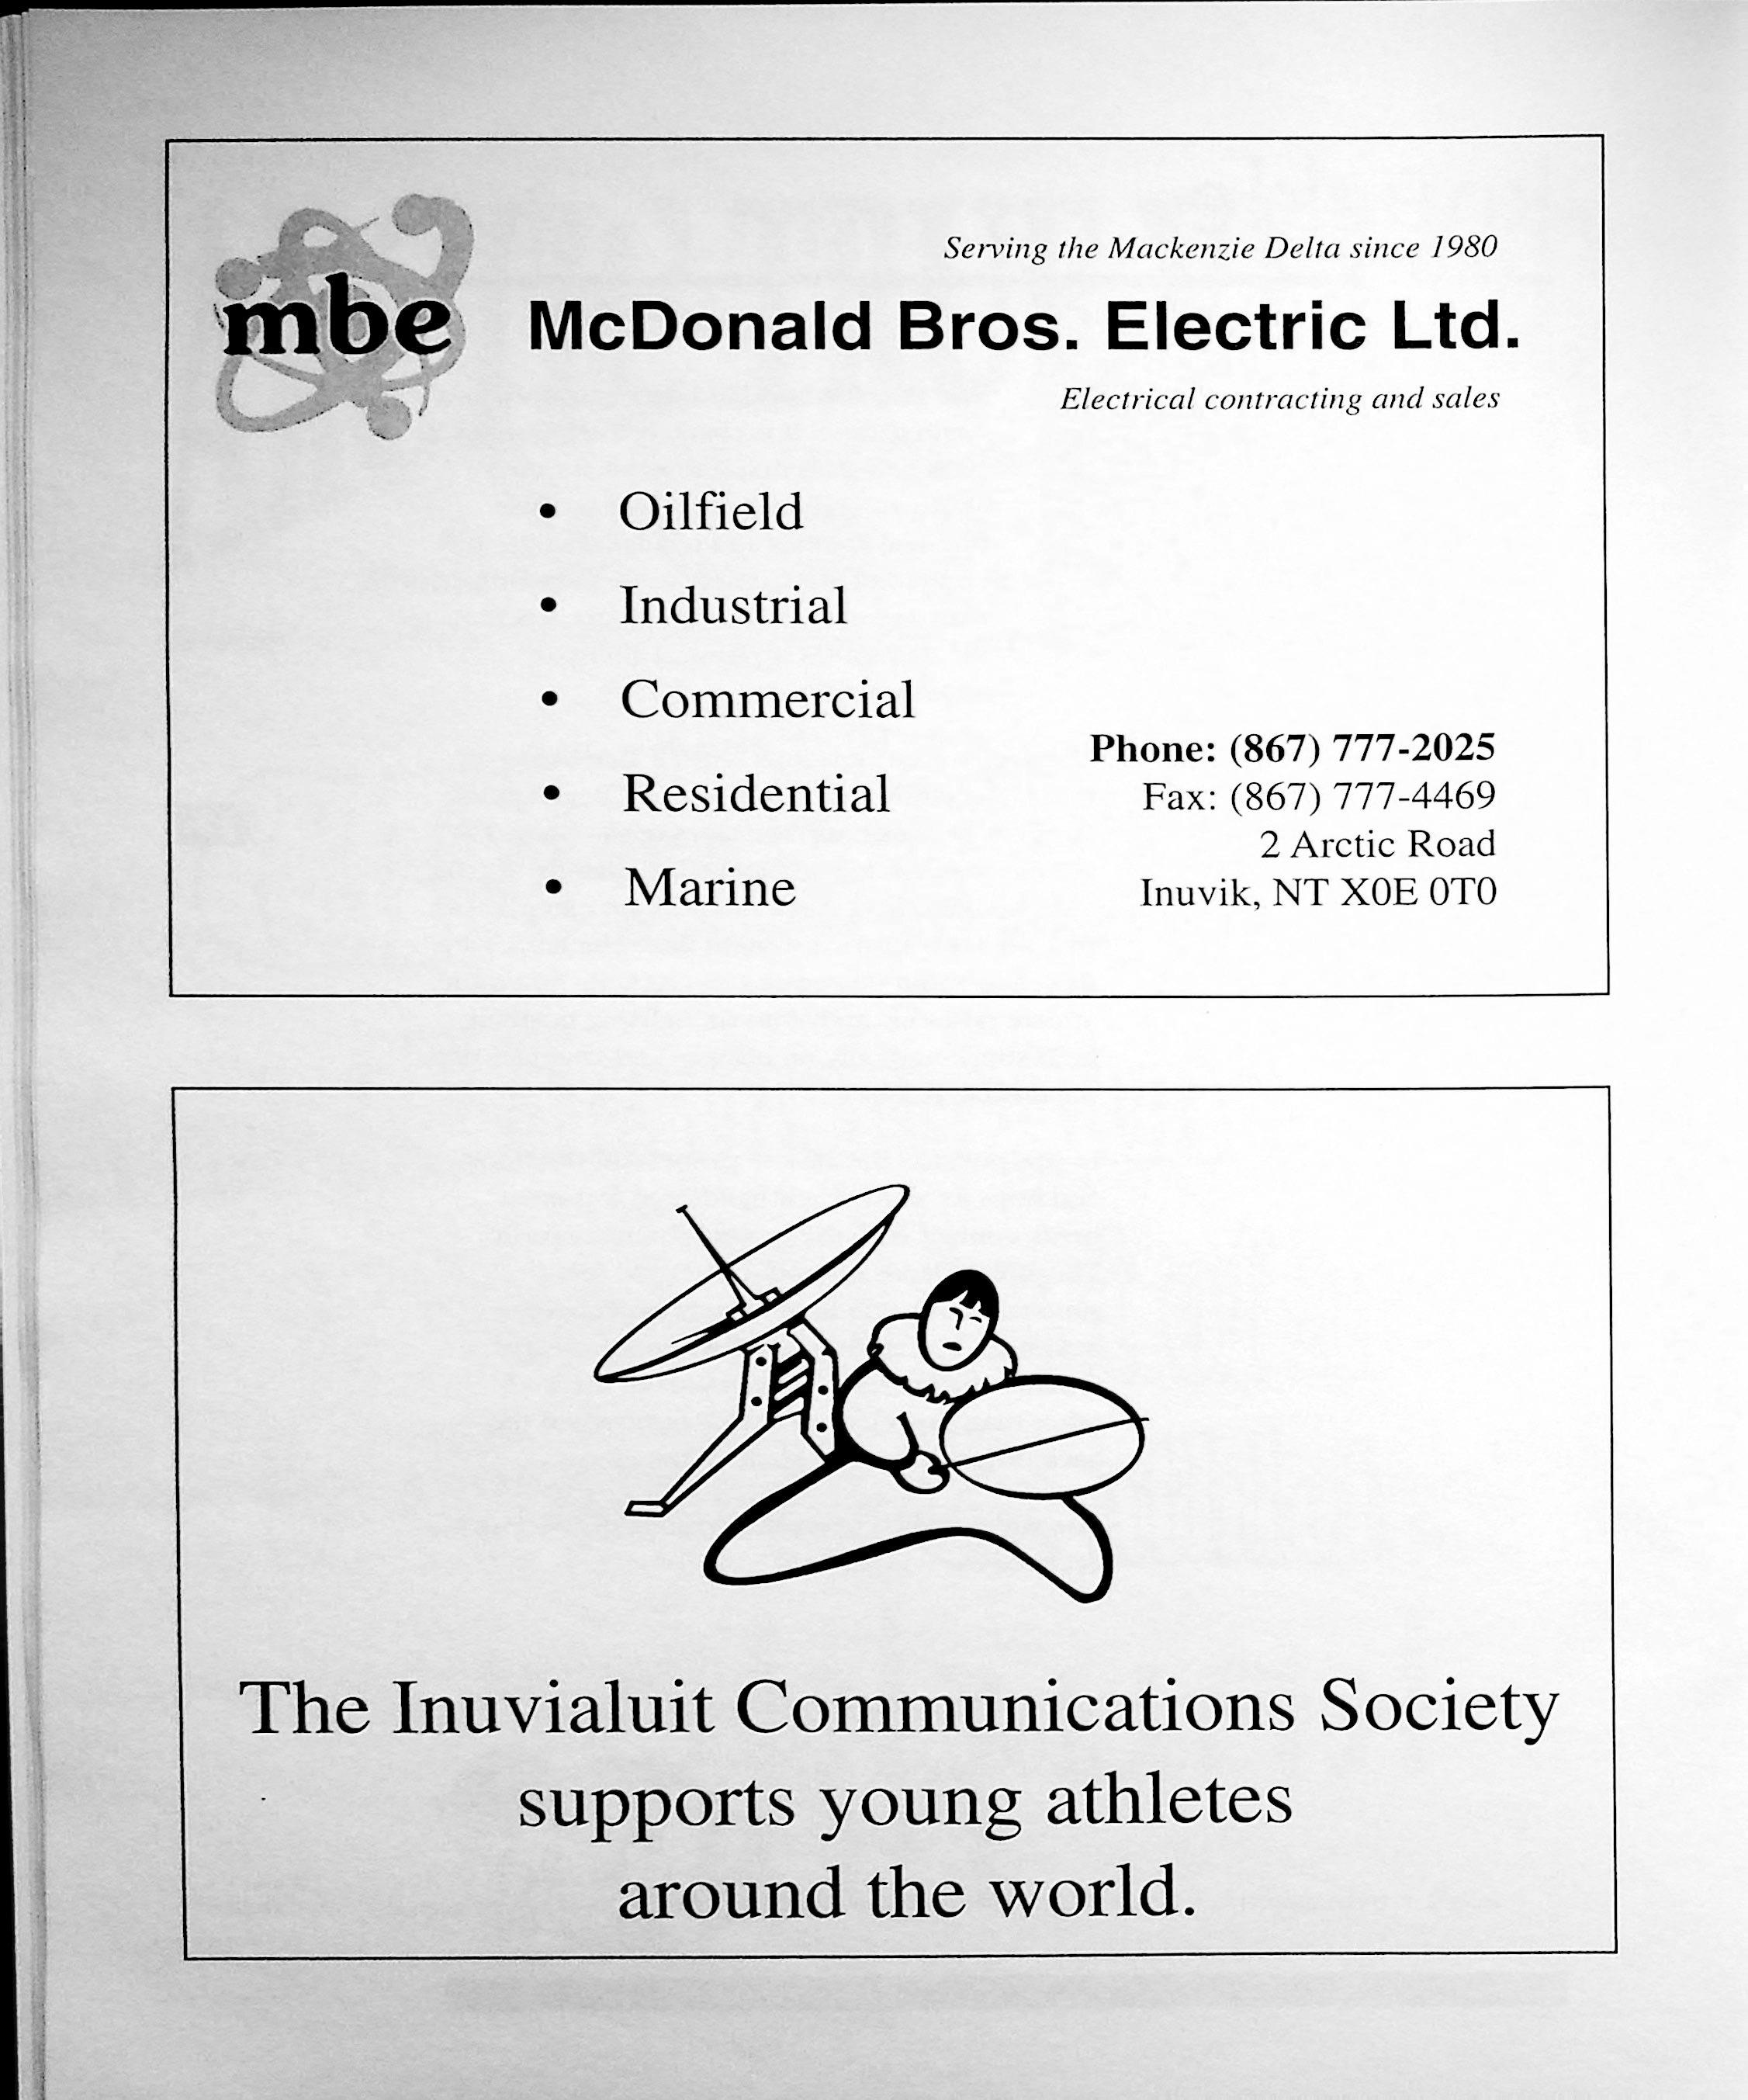 mbe
Serving the Mackenzie Delta since 1980
McDonald Bros. Electric Ltd.
Electrical contracting and sales
• Oilfield
• Industrial
• Commercial
• Residential
• Marine
Phone: (867) 777-2025
Fax: (867) 777-4469
2 Arctic Road
Inuvik, NT X0E 0T0
The Inuvialuit Communications Society
supports young athletes
around the world.